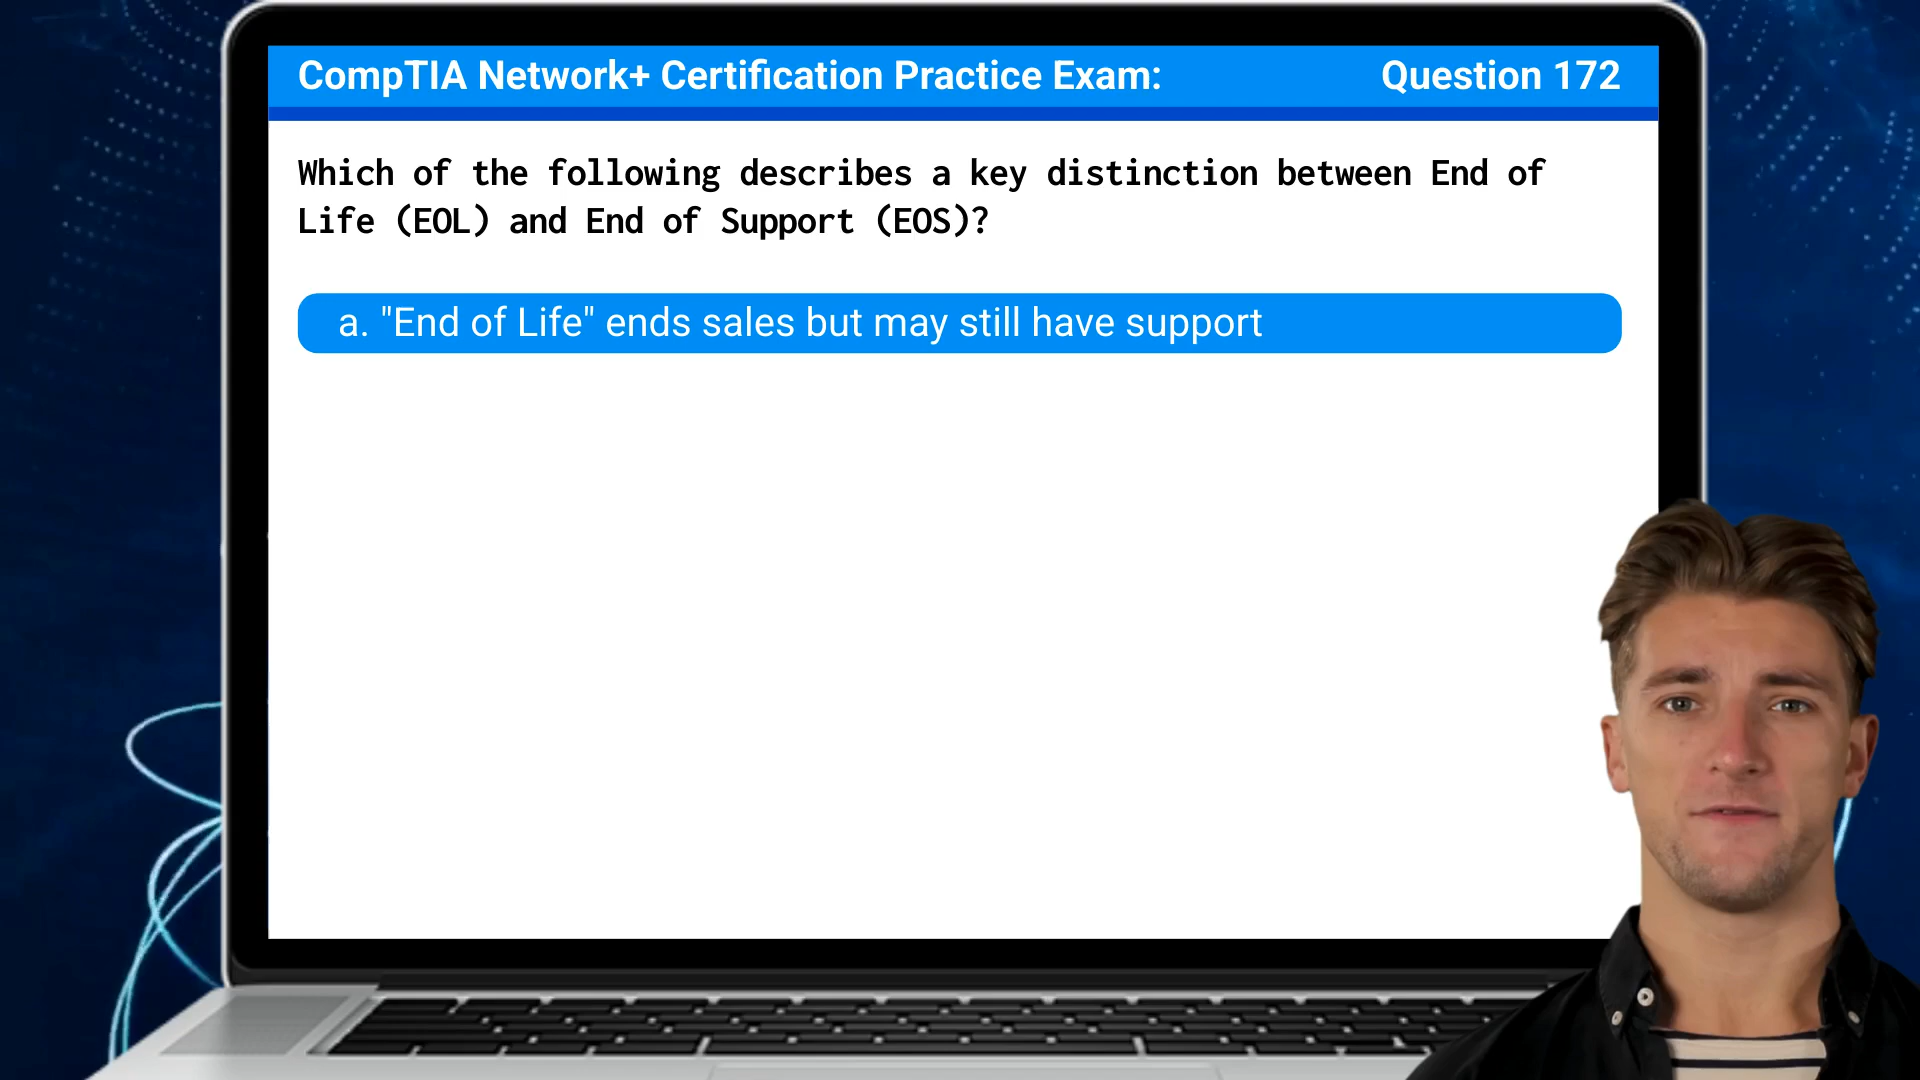 CompTIA Network+ Certification Practice Exam: Question 172
Which of the following describes a key distinction between End of
Life (EOL) and End of Support (EOS)?
a. "End of Life" ends sales but may still have support